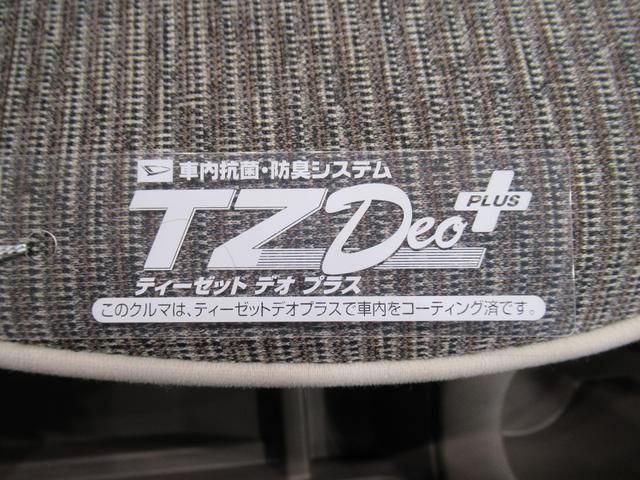 車内抗菌・防臭システム
TZ Deo PLUS
ティーゼット デオ プラス
このクルマは、ティーゼットデオプラスで車内をコーティング済です。